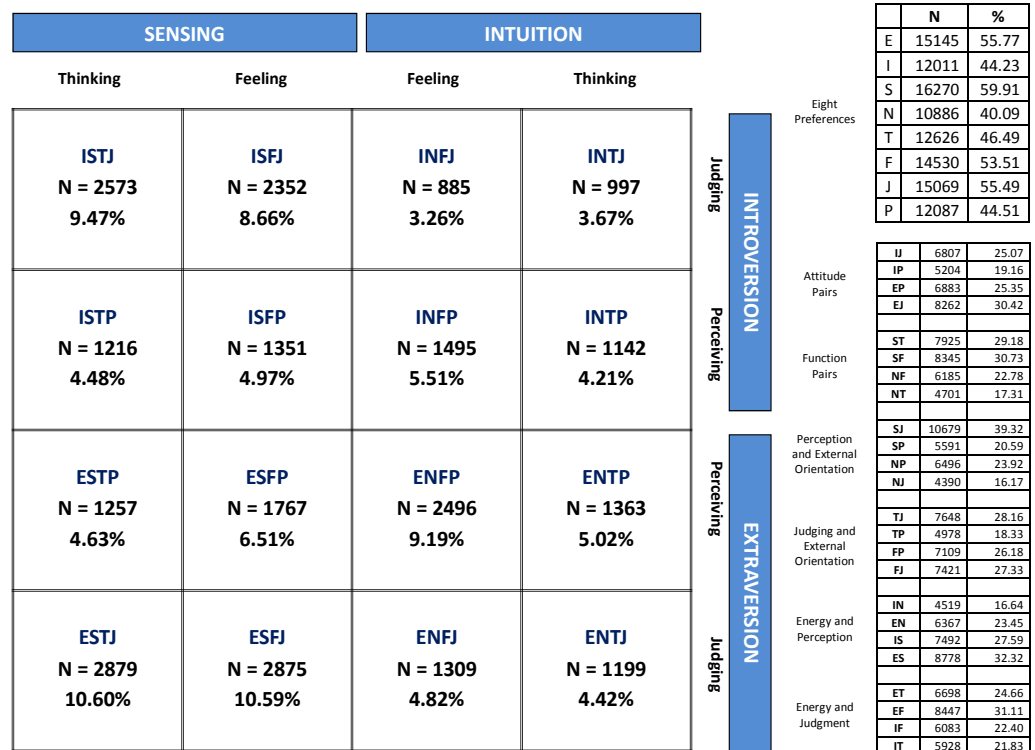 SENSING INTUITION
Thinking Feeling Feeling Thinking
ISTJ ISFJ INFJ INTJ
N = 2573 N = 2352 N = 885 N = 997
9.47% 8.66% 3.26% 3.67%
Judging
ISTP ISFP INFP INTP
N = 1216 N = 1351 N = 1495 N = 1142
4.48% 4.97% 5.51% 4.21%
Perceiving
INTROVERSION
ESTP ESFP ENFP ENTP
N = 1257 N = 1767 N = 2496 N = 1363
4.63% 6.51% 9.19% 5.02%
Perceiving
ESTJ ESFJ ENFJ ENTJ
N = 2879 N = 2875 N = 1309 N = 1199
10.60% 10.59% 4.82% 4.42%
Judging
EXTRAVERSION
Eight
Preferences
N %
E 15145 55.77
I 12011 44.23
S 16270 59.91
N 10886 40.09
T 12626 46.49
F 14530 53.51
J 15069 55.49
P 12087 44.51
Attitude
Pairs
IJ 6807 25.07
IP 5204 19.16
EP 6883 25.35
EJ 8262 30.42
Function
Pairs
ST 7925 29.18
SF 8345 30.73
NF 6185 22.78
NT 4701 17.31
Perception
and External
Orientation
SJ 10679 39.32
SP 5591 20.59
NP 6496 23.92
NJ 4390 16.17
Judging and
External
Orientation
TJ 7648 28.16
TP 4978 18.33
FP 7109 26.18
FJ 7421 27.33
Energy and
Perception
IN 4519 16.64
EN 6367 23.45
IS 7492 27.59
ES 8778 32.32
Energy and
Judgment
ET 6698 24.66
EF 8447 31.11
IF 6083 22.40
IT 5928 21.83